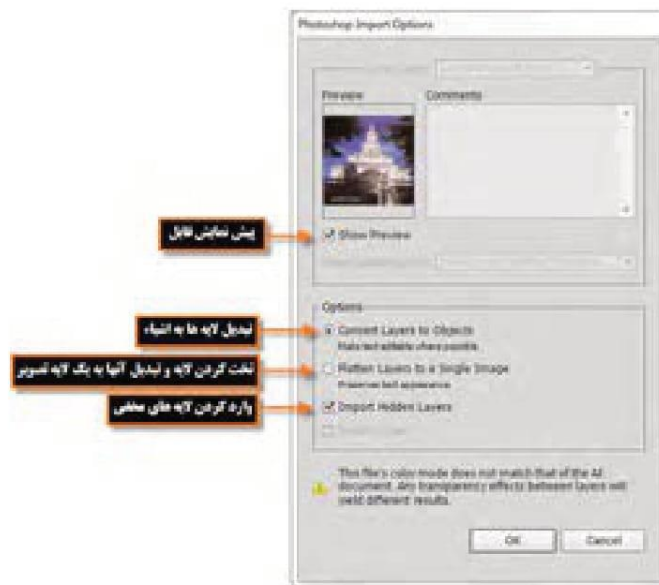 Photoshop Import Options
Preview
Comments
پیش نمایش فایل
Show Preview
Options
تبدیل لایه ها به اشیاء
Convert Layers to Objects
Make text editable where possible
تخت کردن لایه و تبدیل آنها به یک لایه تصویر
Flatten Layers to a Single Image
Preserves text appearance
وارد کردن لایه های مخفی
Import Hidden Layers
This file's color mode does not match that of the AI
document. Any transparency effects between layers will
yield different results.
OK
Cancel